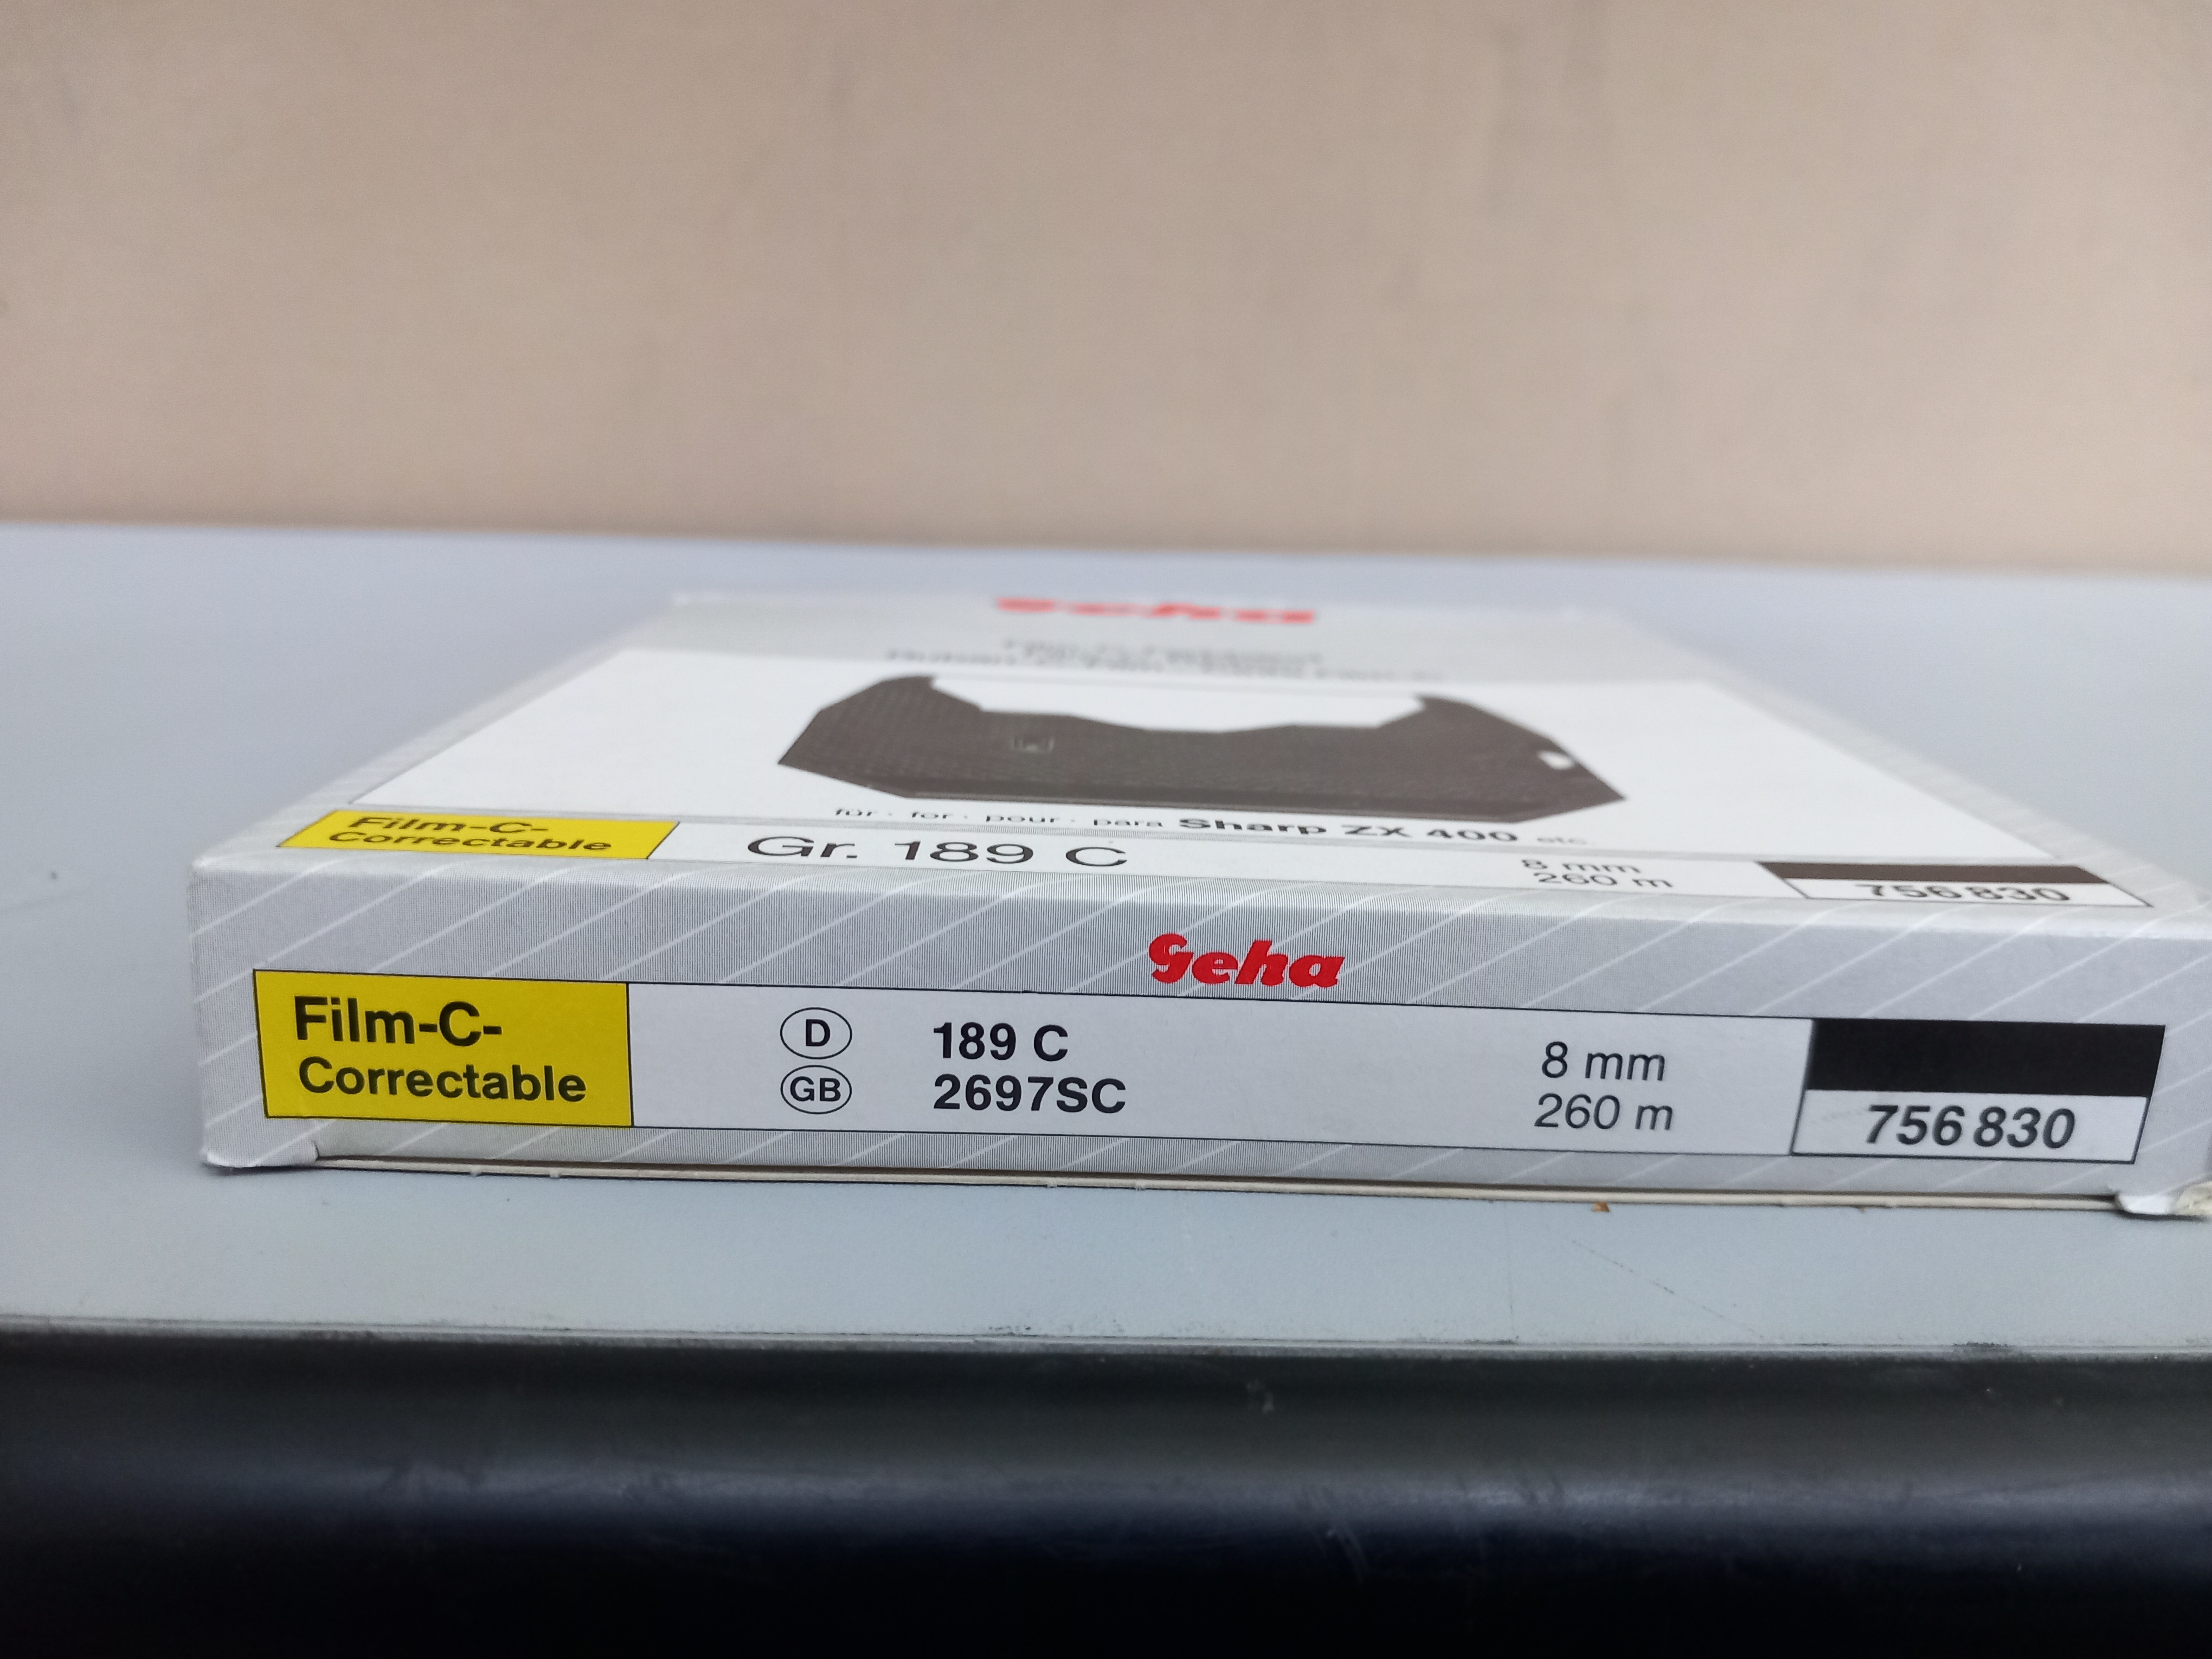 für · for · pour · para Sharp ZX 400 etc.
Film-C-
Correctable
Gr. 189 C
8 mm
260 m
756 830
Geha
Film-C-
Correctable
D 189 C
GB 2697SC
8 mm
260 m
756 830